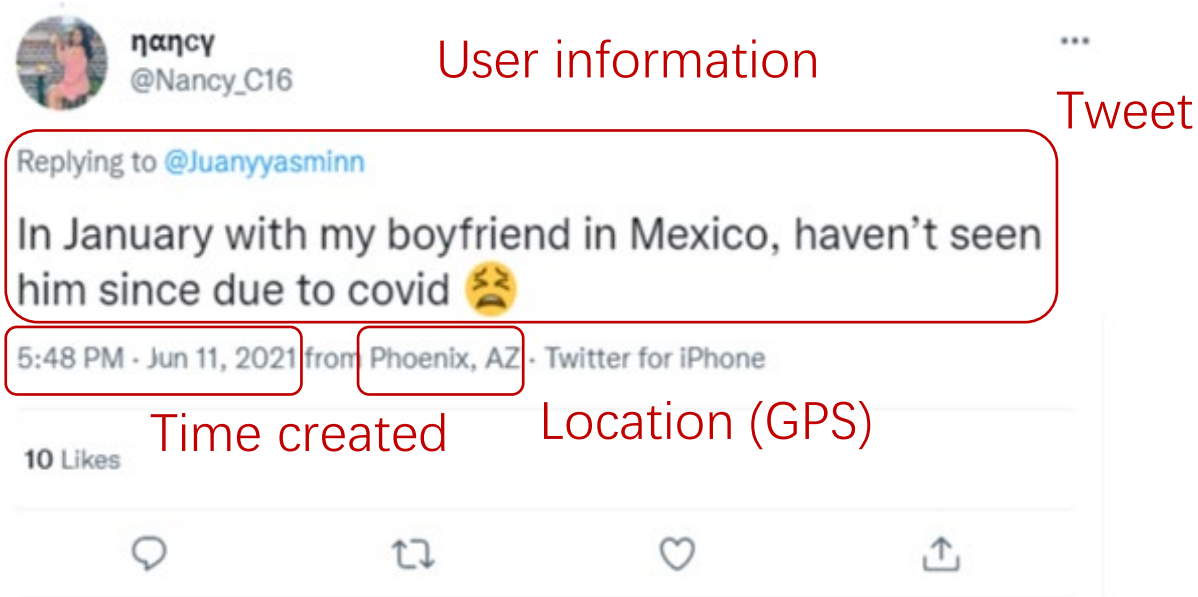 ηαηcγ
@Nancy_C16
User information
Tweet
Replying to @Juanyyasminn
In January with my boyfriend in Mexico, haven’t seen
him since due to covid 😫
5:48 PM · Jun 11, 2021 from Phoenix, AZ · Twitter for iPhone
Time created
Location (GPS)
10 Likes